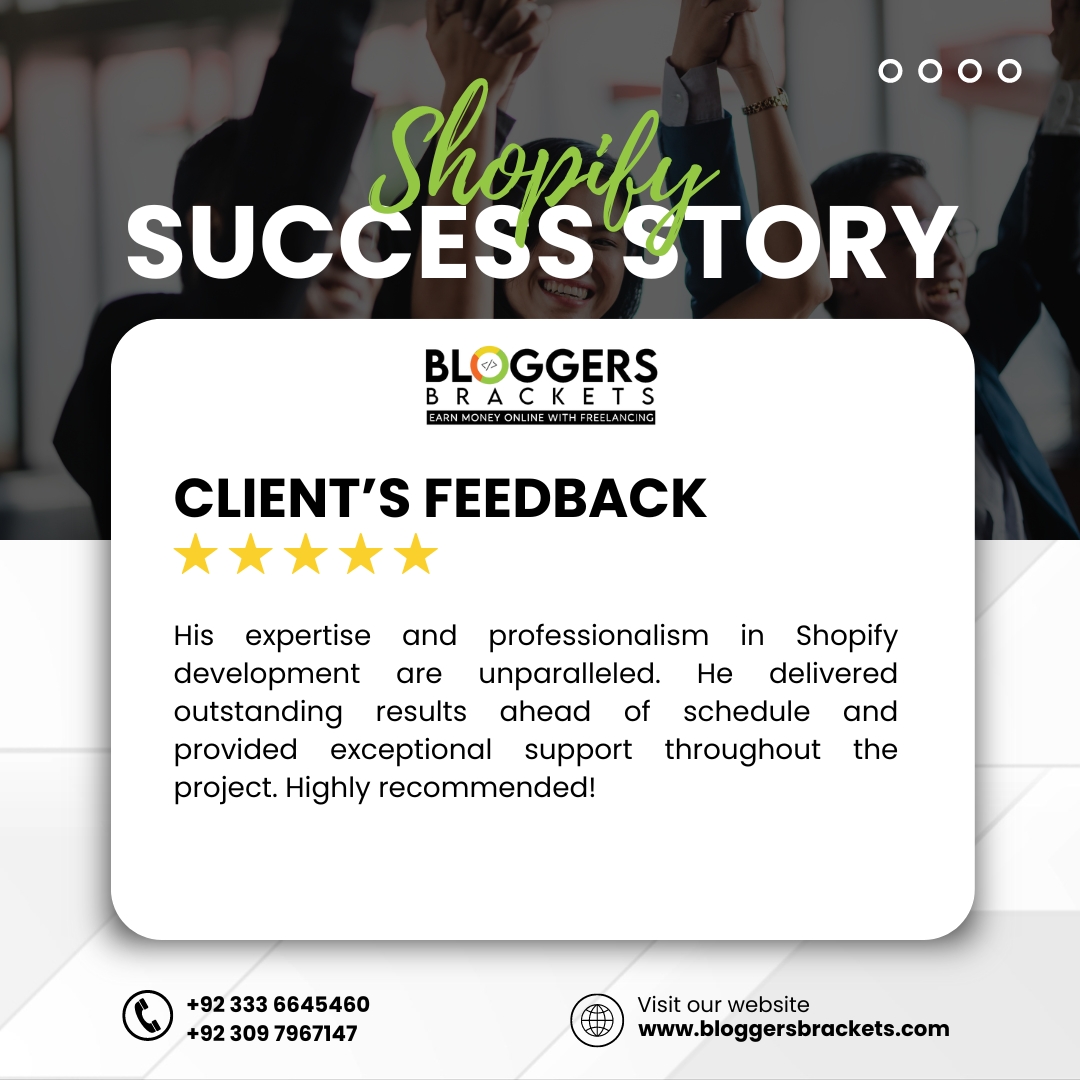 Shopify
SUCCESS STORY
BLOGGERS
BRACKETS
EARN MONEY ONLINE WITH FREELANCING
CLIENT’S FEEDBACK
His expertise and professionalism in Shopify
development are unparalleled. He delivered
outstanding results ahead of schedule and
provided exceptional support throughout the
project. Highly recommended!
+92 333 6645460
+92 309 7967147
Visit our website
www.bloggersbrackets.com